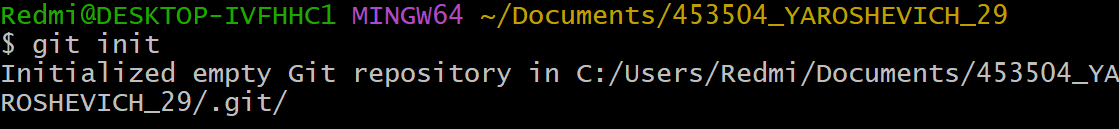 Redmi@DESKTOP-IVFHHC1 MINGW64 ~/Documents/453504_YAROSHEVICH_29
$ git init
Initialized empty Git repository in C:/Users/Redmi/Documents/453504_YA
ROSHEVICH_29/.git/